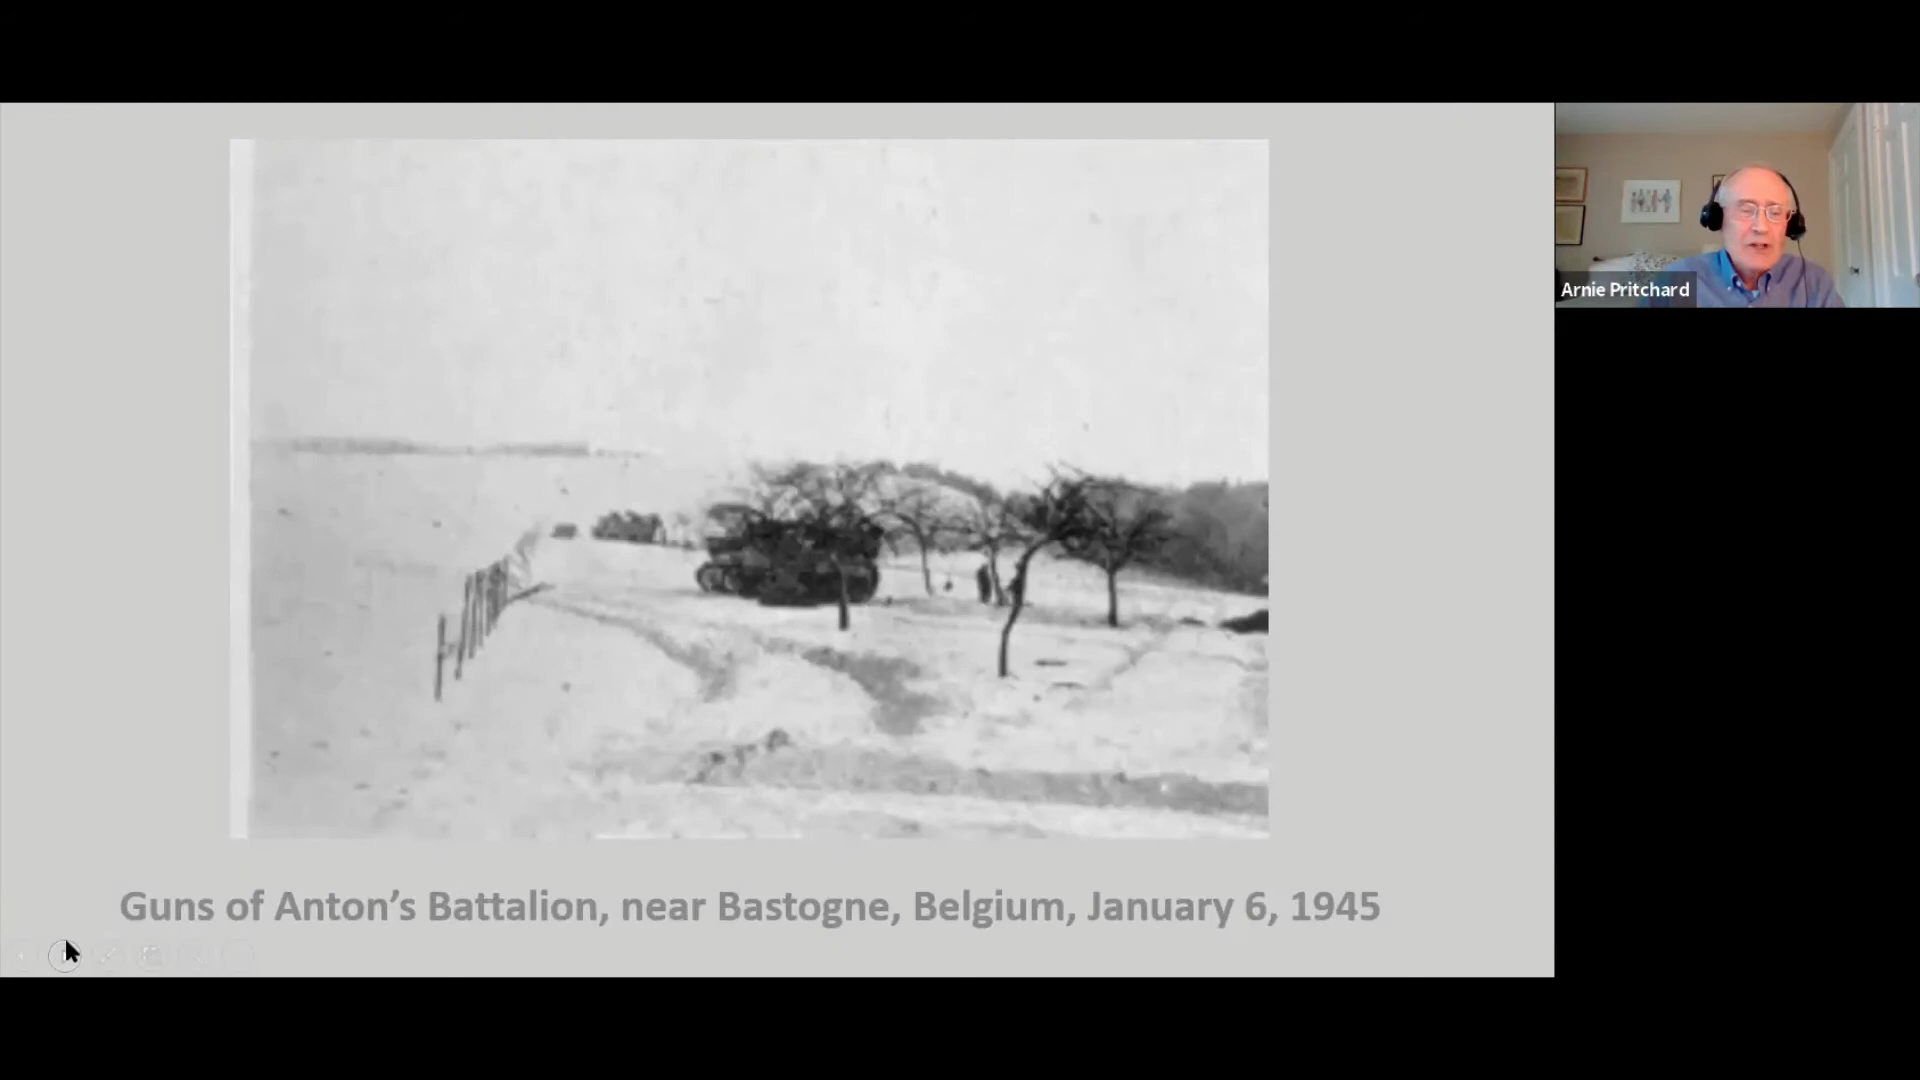 Arnie Pritchard
Guns of Anton’s Battalion, near Bastogne, Belgium, January 6, 1945